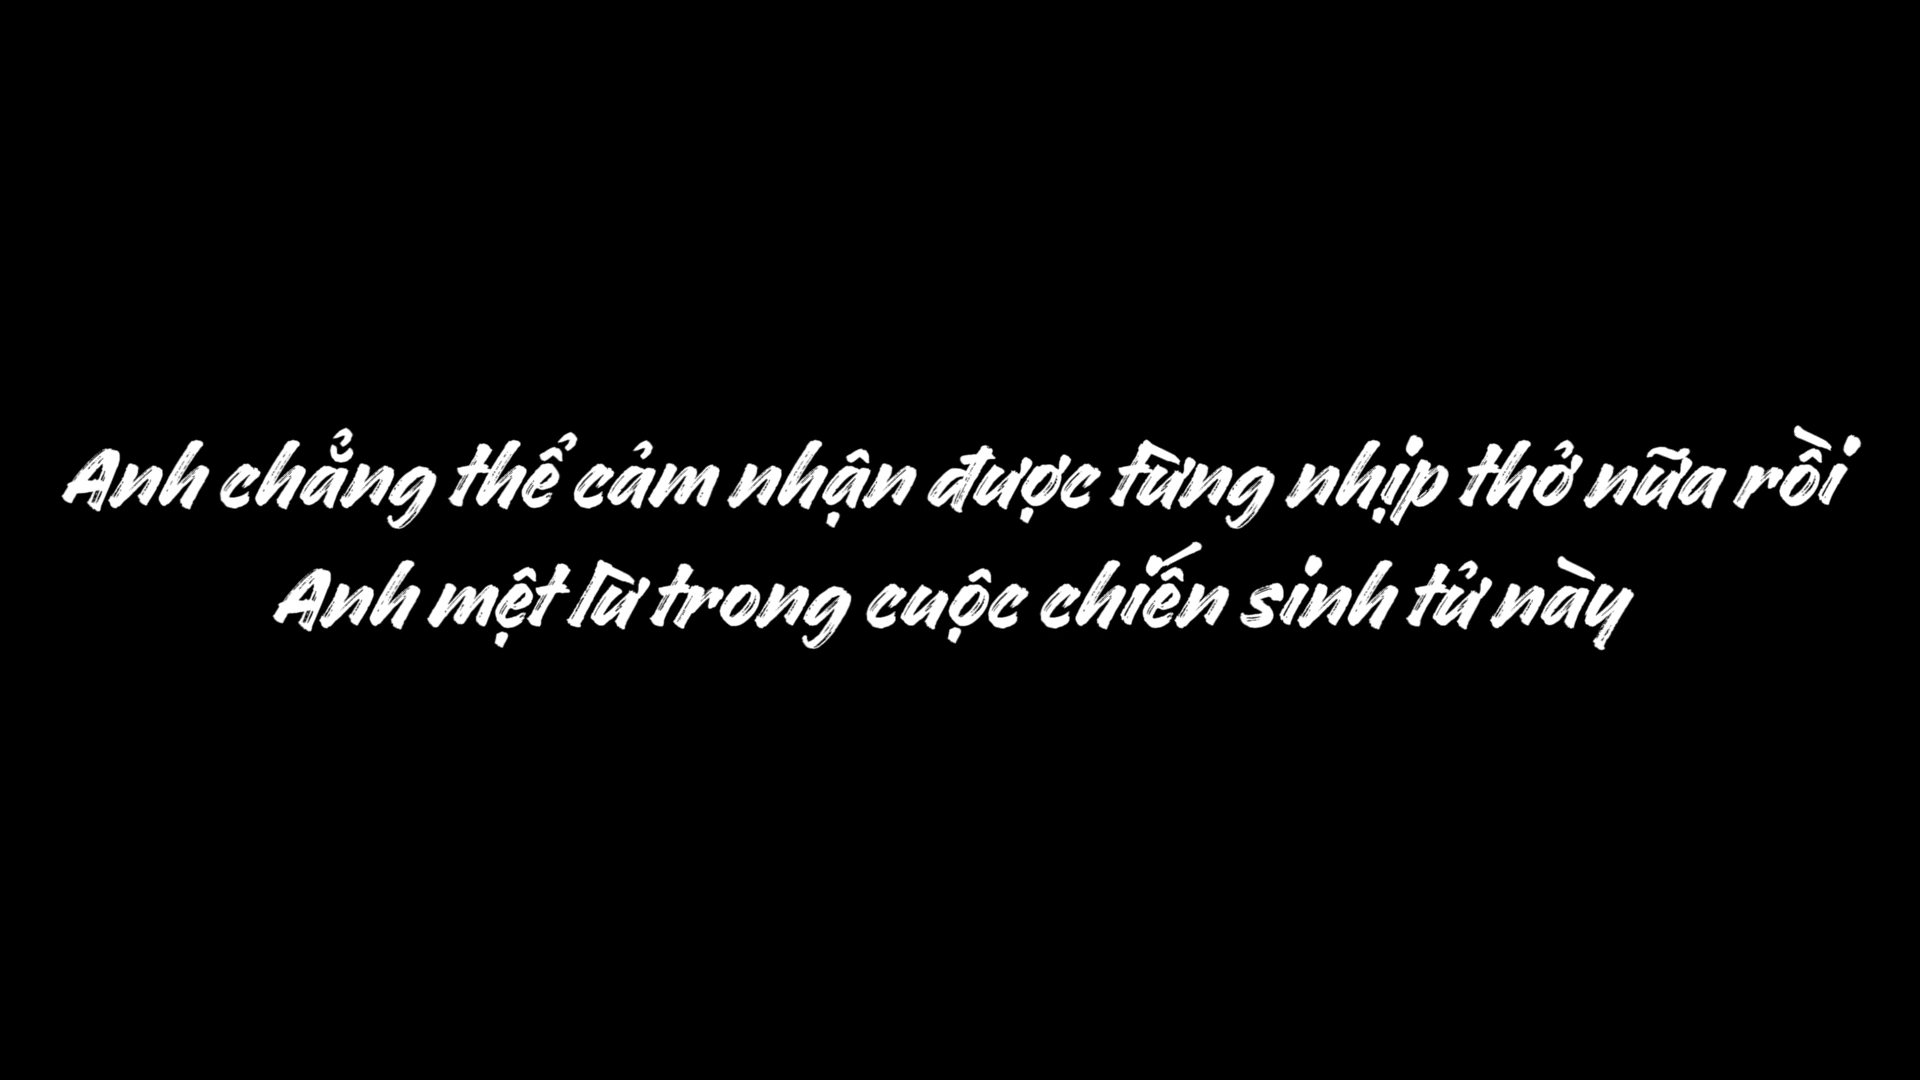 Anh chẳng thể cảm nhận được từng nhịp thở nữa rồi
Anh mệt lừ trong cuộc chiến sinh tử này